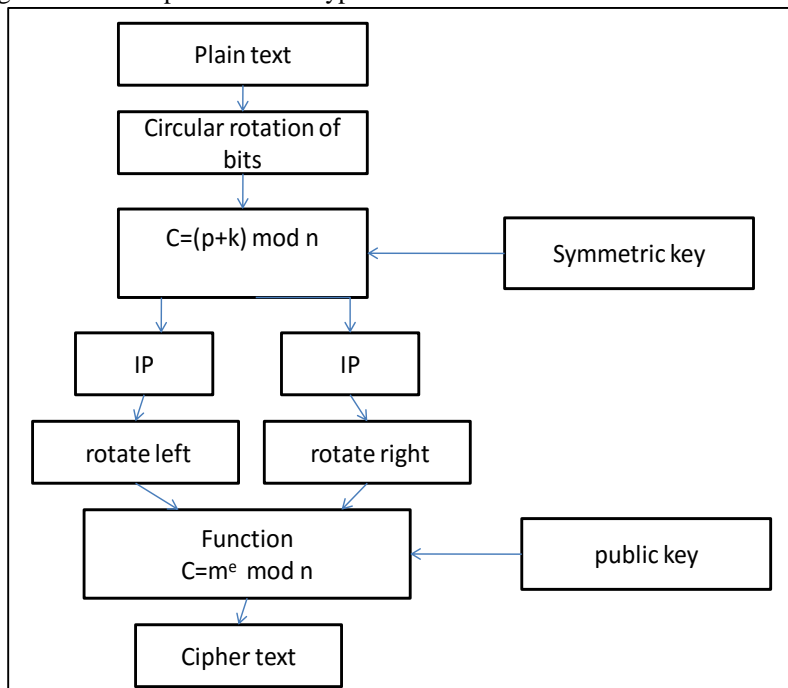 Plain text
Circular rotation of
bits
C=(p+k) mod n
Symmetric key
IP
IP
rotate left
rotate right
Function
C=mᵉ mod n
public key
Cipher text